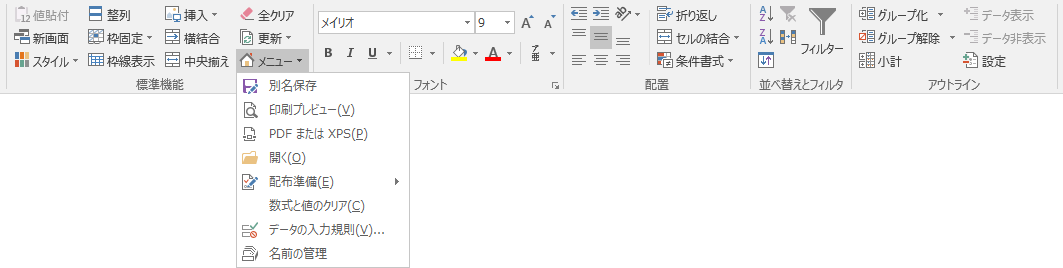 値貼付 整列 挿入 全クリア メイリオ 9 A A 折り返し グループ化 データ表示
新画面 枠固定 横結合 更新 B I U A 亜 セルの結合 フィルター グループ解除 データ非表示
スタイル 枠線表示 中央揃え メニュー 条件書式 小計 設定
標準機能 フォント 配置 並べ替えとフィルタ アウトライン
別名保存
印刷プレビュー(V)
PDF または XPS(P)
開く(O)
配布準備(E)
数式と値のクリア(C)
データの入力規則(V)...
名前の管理